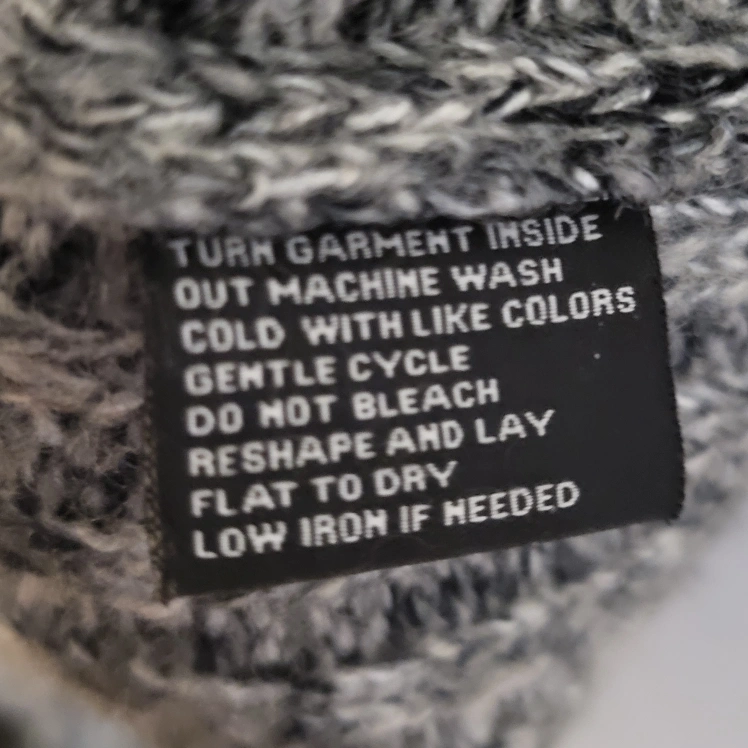 TURN GARMENT INSIDE
OUT MACHINE WASH
COLD WITH LIKE COLORS
GENTLE CYCLE
DO NOT BLEACH
RESHAPE AND LAY
FLAT TO DRY
LOW IRON IF NEEDED